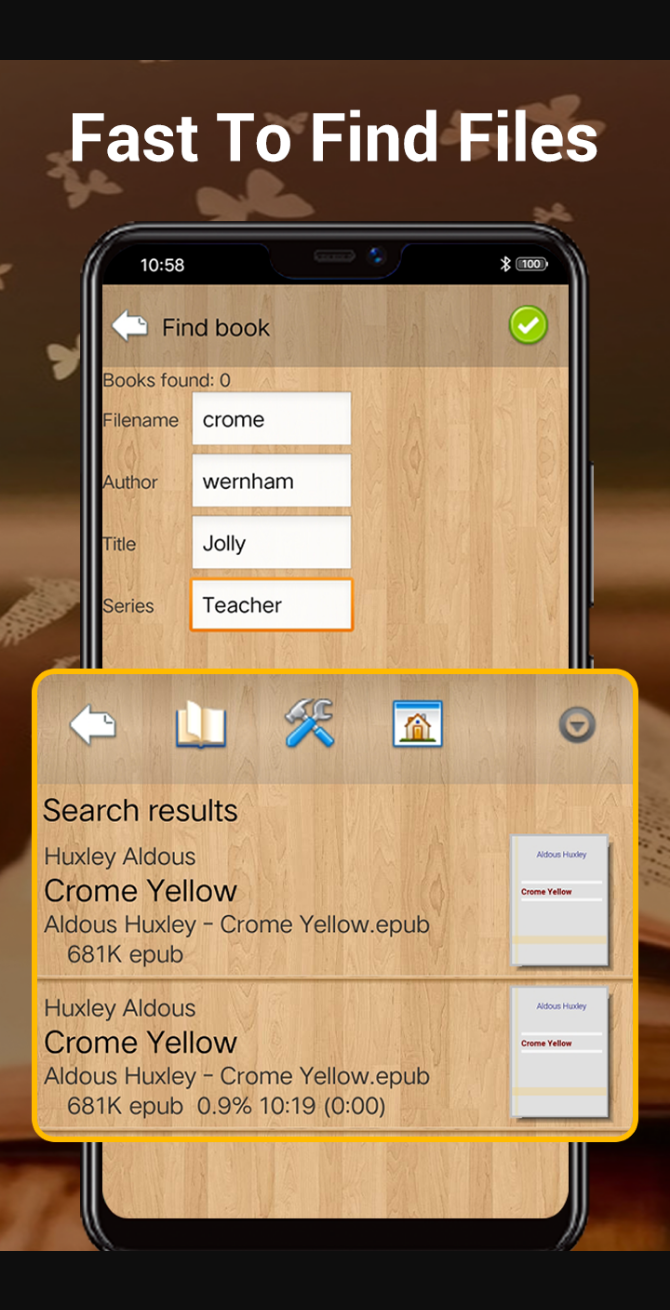 Fast To Find Files
10:58
100
Find book
Books found: 0
Filename crome
Author wernham
Title Jolly
Series Teacher
Search results
Huxley Aldous
Crome Yellow
Aldous Huxley - Crome Yellow.epub
681K epub
Aldous Huxley
Crome Yellow
Huxley Aldous
Crome Yellow
Aldous Huxley - Crome Yellow.epub
681K epub 0.9% 10:19 (0:00)
Aldous Huxley
Crome Yellow